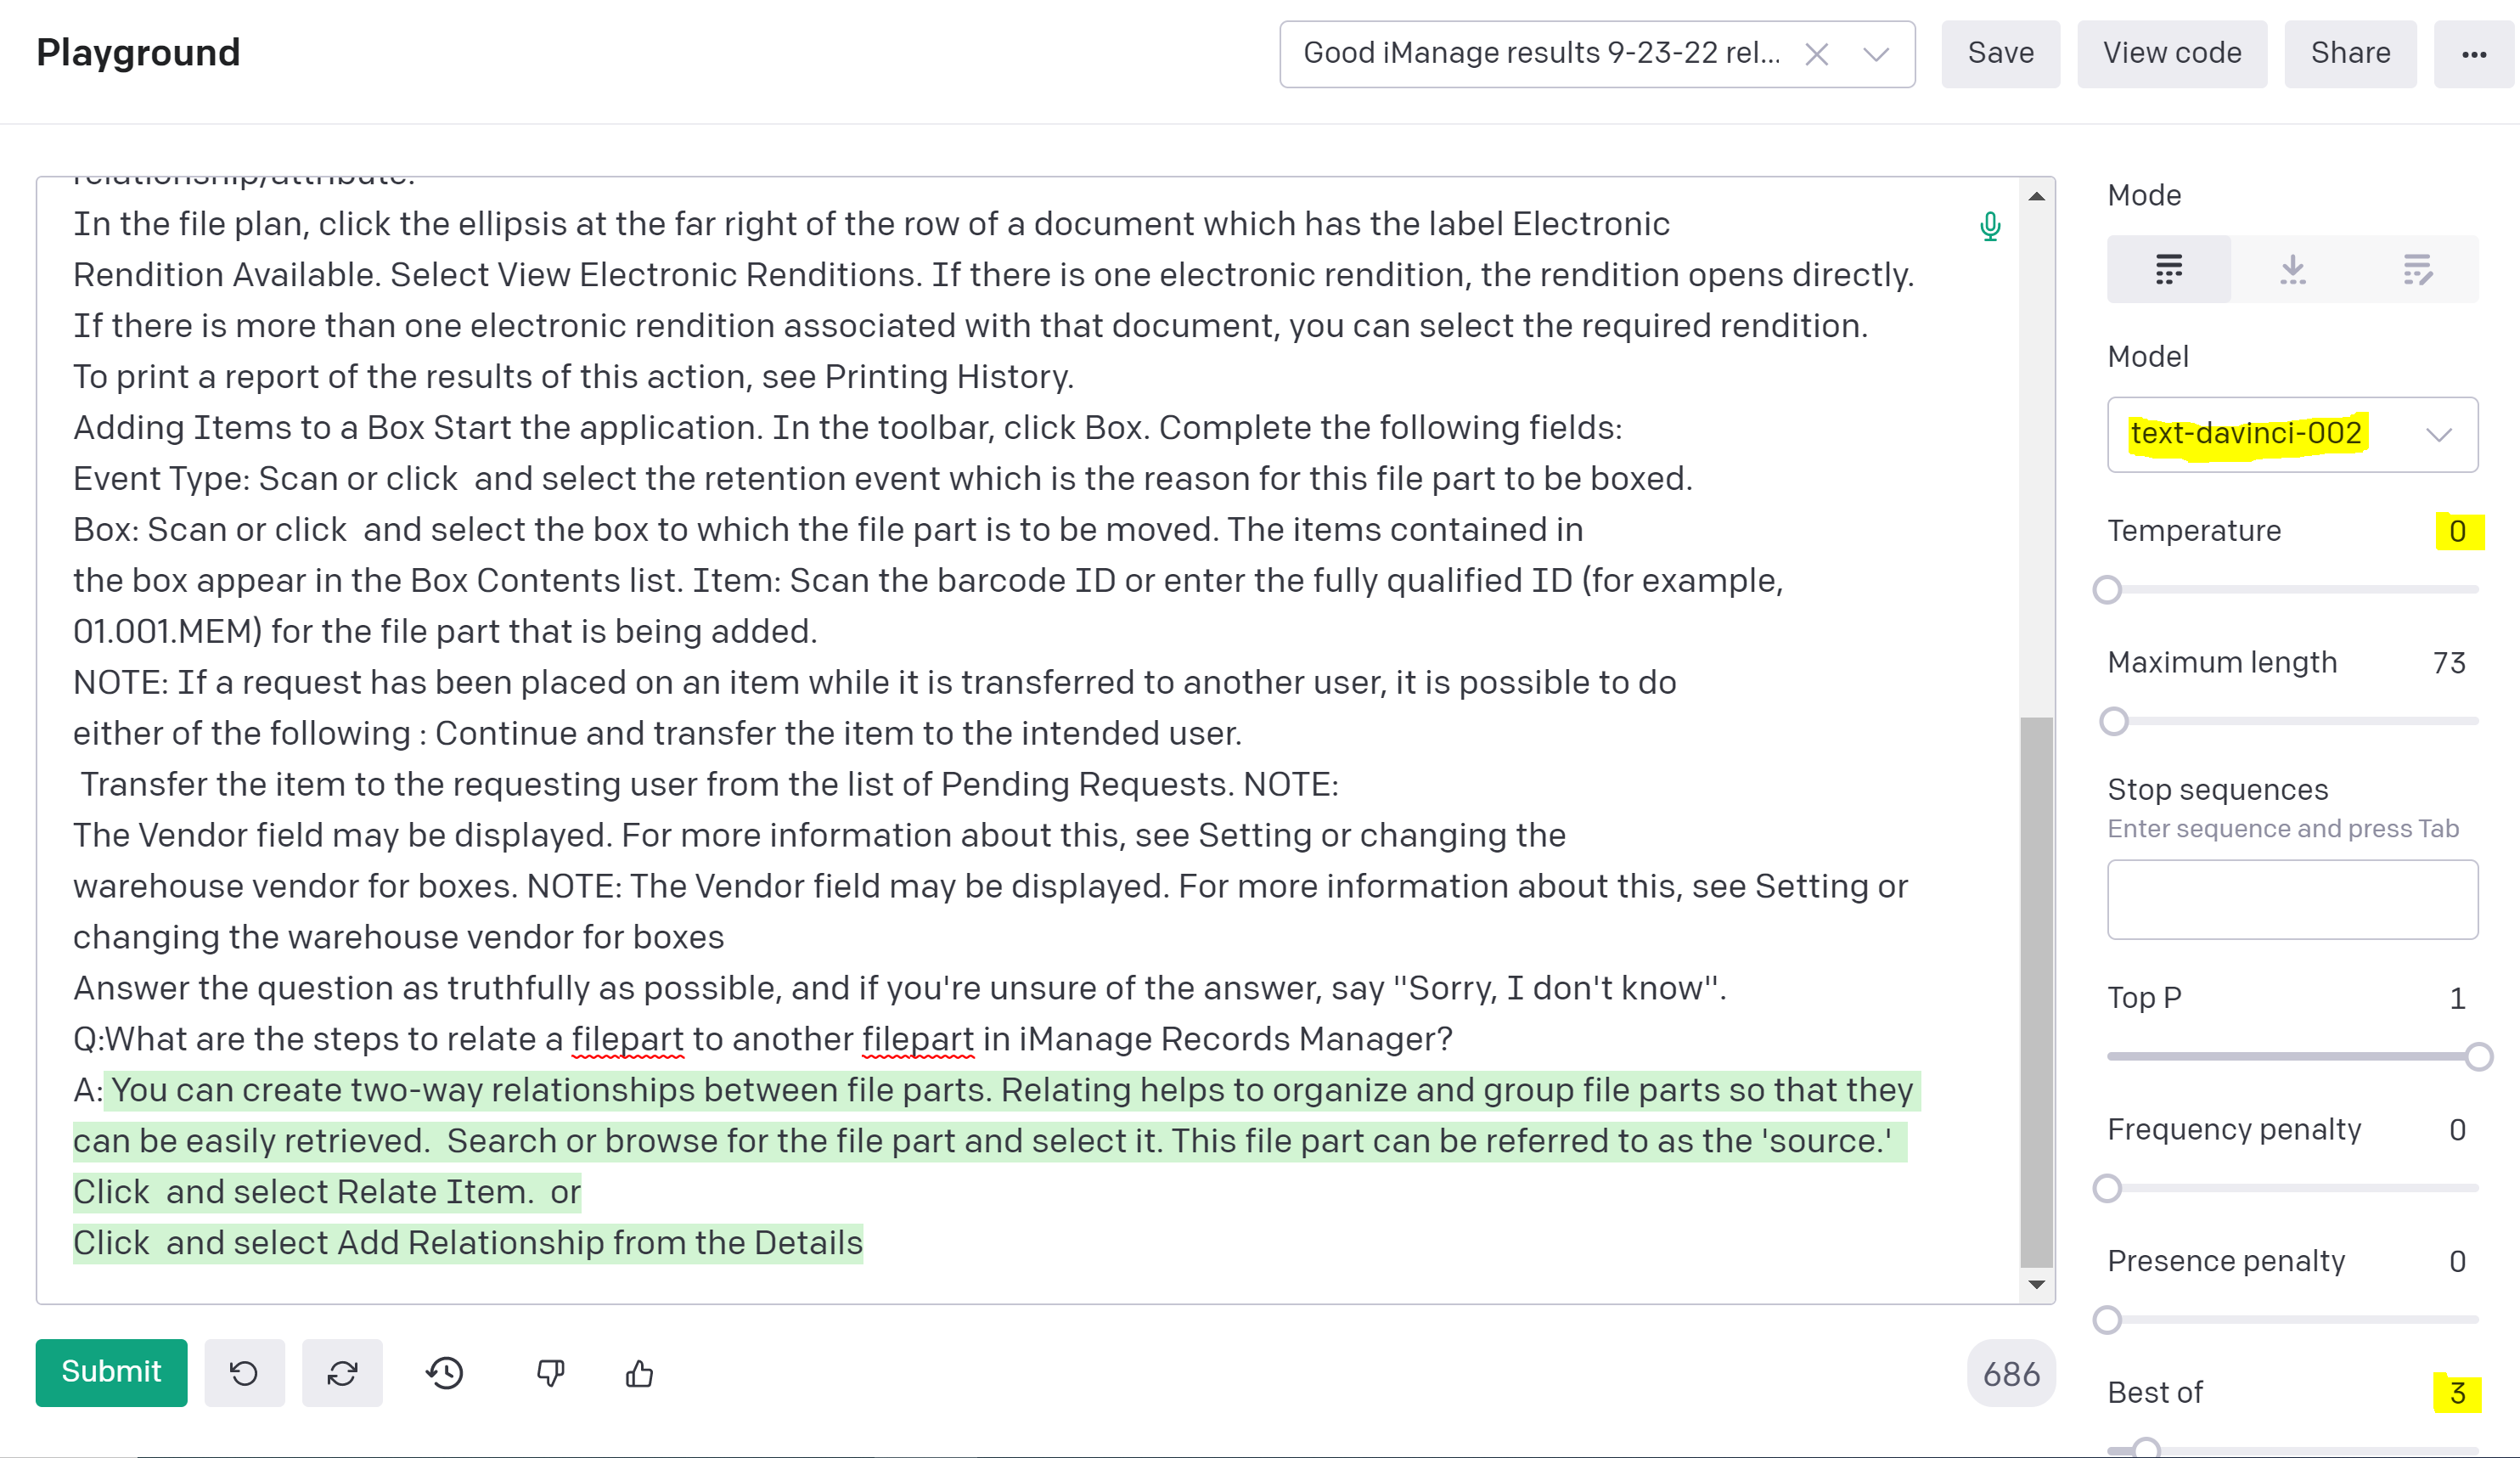 Playground
Good iManage results 9-23-22 rel...
Save
View code
Share
relationship/attribute.
In the file plan, click the ellipsis at the far right of the row of a document which has the label Electronic
Rendition Available. Select View Electronic Renditions. If there is one electronic rendition, the rendition opens directly.
If there is more than one electronic rendition associated with that document, you can select the required rendition.
To print a report of the results of this action, see Printing History.
Adding Items to a Box Start the application. In the toolbar, click Box. Complete the following fields:
Event Type: Scan or click  and select the retention event which is the reason for this file part to be boxed.
Box: Scan or click  and select the box to which the file part is to be moved. The items contained in
the box appear in the Box Contents list. Item: Scan the barcode ID or enter the fully qualified ID (for example,
01.001.MEM) for the file part that is being added.
NOTE: If a request has been placed on an item while it is transferred to another user, it is possible to do
either of the following : Continue and transfer the item to the intended user.
Transfer the item to the requesting user from the list of Pending Requests. NOTE:
The Vendor field may be displayed. For more information about this, see Setting or changing the
warehouse vendor for boxes. NOTE: The Vendor field may be displayed. For more information about this, see Setting or
changing the warehouse vendor for boxes
Answer the question as truthfully as possible, and if you're unsure of the answer, say "Sorry, I don't know".
Q:What are the steps to relate a filepart to another filepart in iManage Records Manager?
A: You can create two-way relationships between file parts. Relating helps to organize and group file parts so that they
can be easily retrieved.  Search or browse for the file part and select it. This file part can be referred to as the 'source.'
Click  and select Relate Item.  or
Click  and select Add Relationship from the Details
Submit
686
Mode
Model
text-davinci-002
Temperature 0
Maximum length 73
Stop sequences
Enter sequence and press Tab
Top P 1
Frequency penalty 0
Presence penalty 0
Best of 3